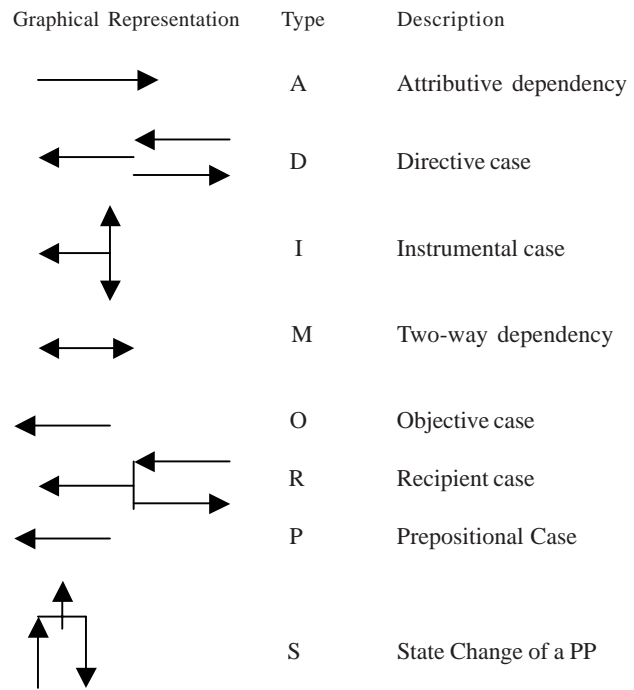 Graphical Representation Type Description
A Attributive dependency
D Directive case
I Instrumental case
M Two-way dependency
O Objective case
R Recipient case
P Prepositional Case
S State Change of a PP